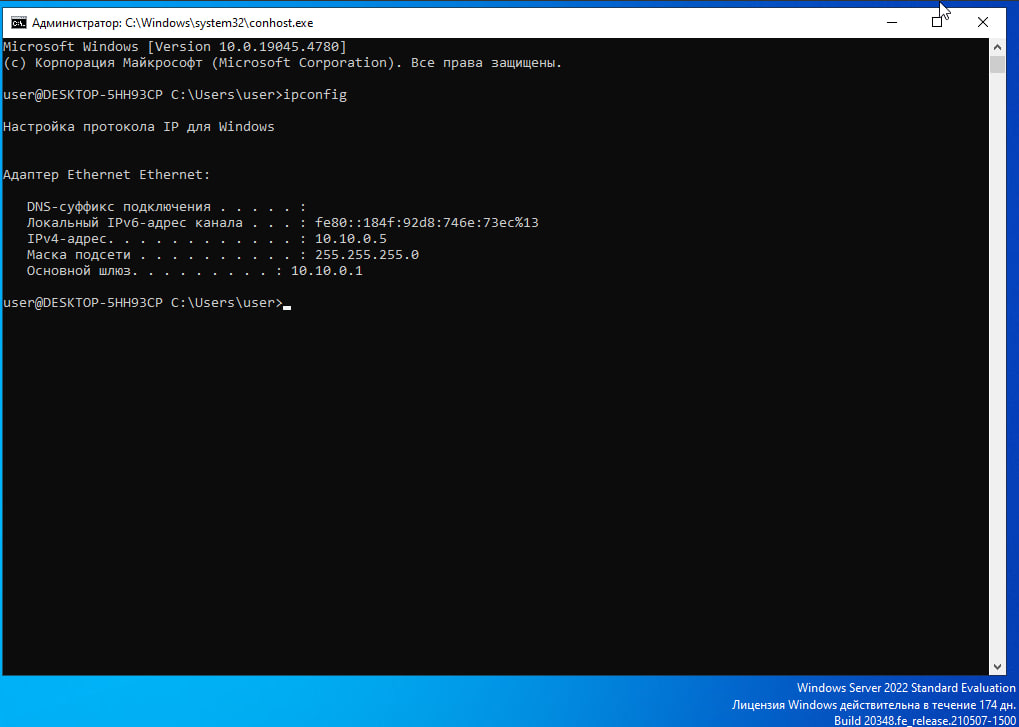 Администратор: C:\Windows\system32\conhost.exe
Microsoft Windows [Version 10.0.19045.4780]
(c) Корпорация Майкрософт (Microsoft Corporation). Все права защищены.
user@DESKTOP-5HH93CP C:\Users\user>ipconfig
Настройка протокола IP для Windows
Адаптер Ethernet Ethernet:
DNS-суффикс подключения . . . . . :
Локальный IPv6-адрес канала . . . : fe80::184f:92d8:746e:73ec%13
IPv4-адрес. . . . . . . . . . . . : 10.10.0.5
Маска подсети . . . . . . . . . . : 255.255.255.0
Основной шлюз. . . . . . . . . : 10.10.0.1
user@DESKTOP-5HH93CP C:\Users\user>
Windows Server 2022 Standard Evaluation
Лицензия Windows действительна в течение 174 дн.
Build 20348.fe_release.210507-1500